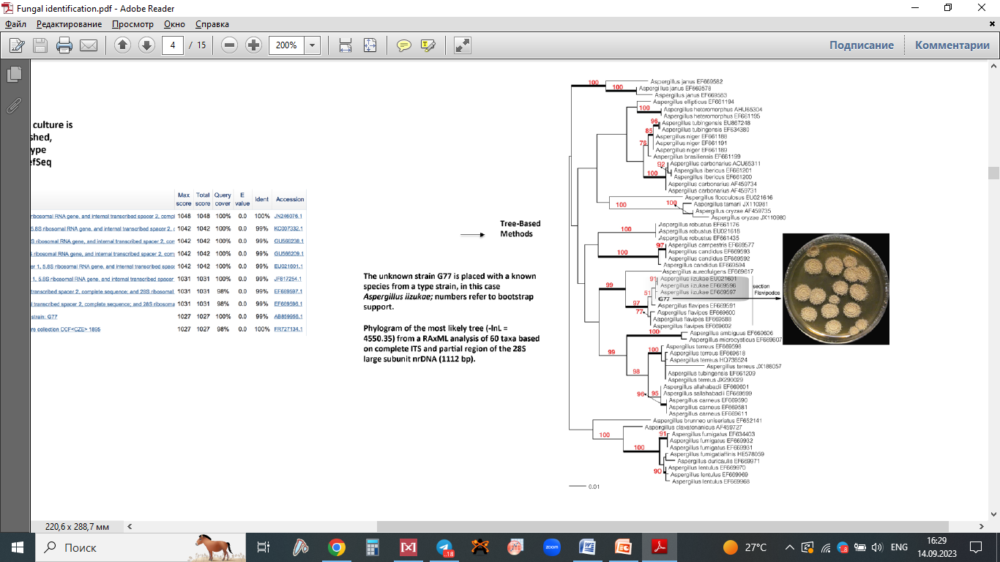 Fungal identification.pdf - Adobe Reader
Файл Редактирование Просмотр Окно Справка
4 / 15 200% Подписание Комментарии
culture is
shed,
ype
efSeq
Max score Total score Query cover E value Ident Accession
ribosomal RNA gene, and internal transcribed spacer 2, compl 1048 1048 100% 0.0 100% JN246076.1
5.8S ribosomal RNA gene, and internal transcribed spacer 2, 1042 1042 100% 0.0 99% KC007332.1
S ribosomal RNA gene, and internal transcribed spacer 2, con 1042 1042 100% 0.0 99% GU566238.1
ribosomal RNA gene, and internal transcribed spacer 2, com 1042 1042 100% 0.0 99% GU566209.1
er 1, 5.8S ribosomal RNA gene, and internal transcribed spac 1042 1042 100% 0.0 99% EU021601.1
1, 5.8S ribosomal RNA gene, and internal transcribed spacer 1031 1031 100% 0.0 99% JF817254.1
transcribed spacer 2, complete sequence; and 28S ribosomal 1031 1031 98% 0.0 99% EF669597.1
l transcribed spacer 2, complete sequence; and 28S ribosoma 1031 1031 98% 0.0 99% EF669596.1
strain: G77 1027 1027 100% 0.0 99% AB859956.1
re collection CCF<CZE> 1895 1027 1027 98% 0.0 100% FR727134.1
Tree-Based
Methods
The unknown strain G77 is placed with a known
species from a type strain, in this case
Aspergillus iizukae; numbers refer to bootstrap
support.
Phylogram of the most likely tree (-lnL =
4550.35) from a RAxML analysis of 60 taxa based
on complete ITS and partial region of the 28S
large subunit nrDNA (1112 bp).
100 Aspergillus janus EF669582
100 Aspergillus janus EF669578
Aspergillus janus EF669583
Aspergillus ellipticus EF661194
100 Aspergillus heteromorphus AHU65304
Aspergillus heteromorphus EF661195
96 Aspergillus tubingensis EU867248
85 Aspergillus tubingensis EF634380
Aspergillus niger EF661188
76 Aspergillus niger EF661191
Aspergillus niger EF661189
Aspergillus brasiliensis EF661199
92 Aspergillus carbonarius ACU65311
Aspergillus ibericus EF661201
100 Aspergillus ibericus EF661200
Aspergillus carbonarius AF459734
Aspergillus carbonarius AF459731
Aspergillus flocculosus EU021616
100 100 Aspergillus tamarii JX110981
Aspergillus oryzae AF459735
Aspergillus oryzae JX110980
Aspergillus robustus EF661176
100 Aspergillus robustus EU021618
Aspergillus robustus EF661435
97 Aspergillus campestris EF669577
100 Aspergillus candidus EF669593
Aspergillus candidus EF669592
Aspergillus candidus EF669594
Aspergillus aureofulgens EF669617
91 Aspergillus iizukae EU021601
99 Aspergillus iizukae EF669596
51 Aspergillus iizukae EF669597
section
Flavipedes
G77
97 Aspergillus flavipes EF669591
77 Aspergillus flavipes EF669600
Aspergillus flavipes EF669588
Aspergillus flavipes EF669602
100 Aspergillus ambiguus EF669606
Aspergillus microcysticus EF669607
Aspergillus terreus EF669598
99 100 Aspergillus terreus EF669618
Aspergillus terreus HQ736524
Aspergillus terreus JX188057
98 Aspergillus tubingensis EF661209
Aspergillus terreus JX290029
Aspergillus allahabadii EF669601
96 95 Aspergillus sallahabadii EF669599
Aspergillus carneus EF669590
Aspergillus carneus EF669581
Aspergillus carneus EF669611
Aspergillus brunneo uniseriatus EF652141
Aspergillus clavatonanicus AF459727
100 91 Aspergillus fumigatus EF634403
Aspergillus fumigatus EF669932
100 Aspergillus fumigatus EF669931
Aspergillus fumigatiaffinis HE578059
Aspergillus duricaulis EF669971
90 Aspergillus lentulus EF669970
Aspergillus lentulus EF669969
Aspergillus lentulus EF669968
0.01
220,6 x 288,7 мм
Поиск ..18 zoom 27°C ..8 ENG 16:29
14.09.2023